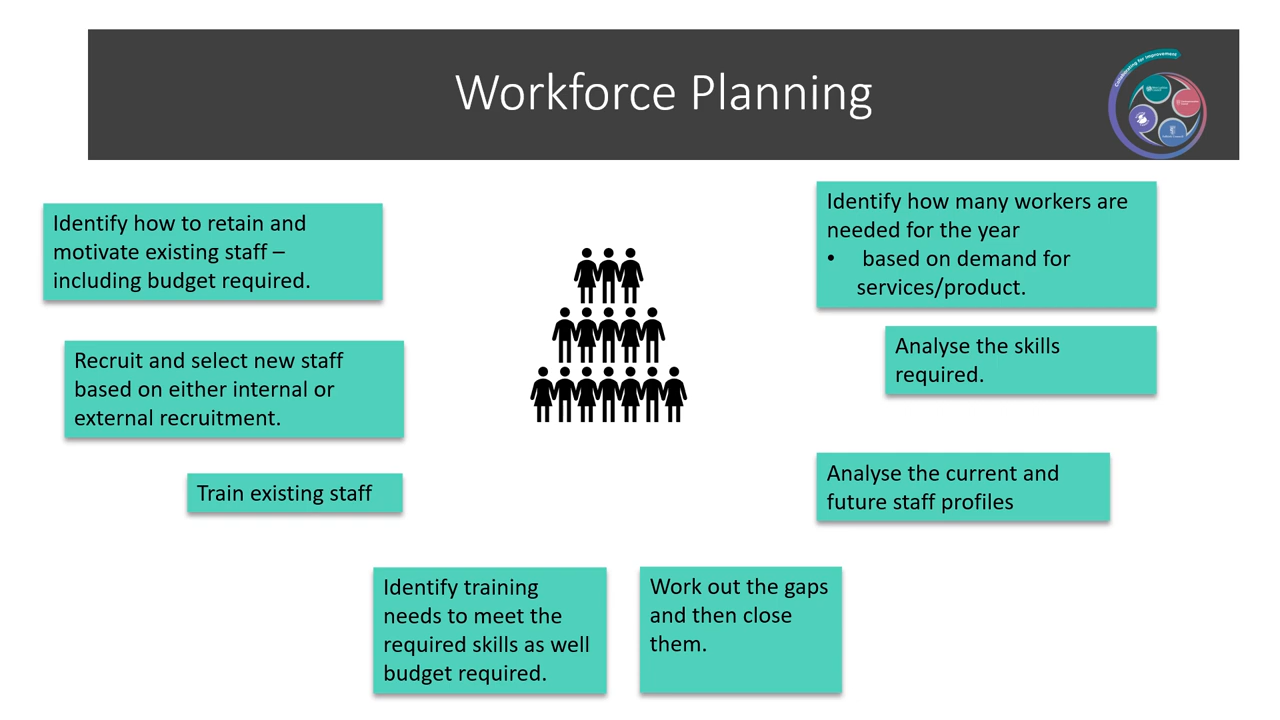 Workforce Planning
Collaborating for Improvement
Identify how to retain and
motivate existing staff –
including budget required.
Recruit and select new staff
based on either internal or
external recruitment.
Train existing staff
Identify training
needs to meet the
required skills as well
budget required.
Work out the gaps
and then close
them.
Identify how many workers are
needed for the year
• based on demand for
services/product.
Analyse the skills
required.
Analyse the current and
future staff profiles